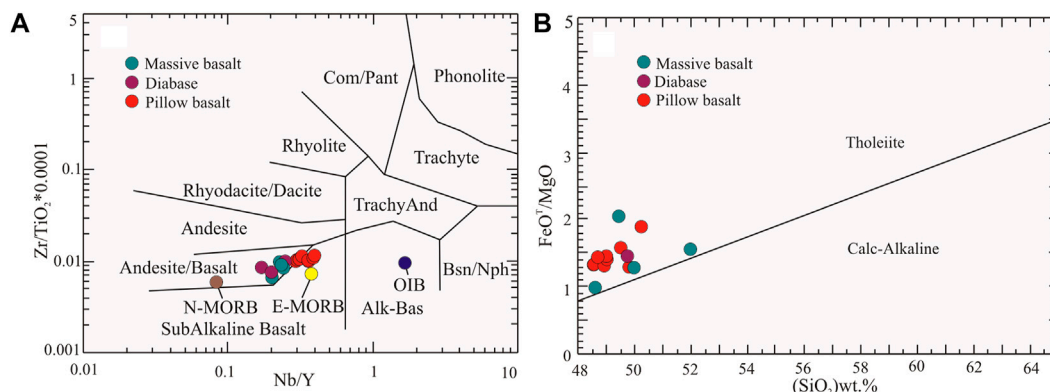 A
5
1
0.1
0.01
0.001
Zr/TiO₂*0.0001
Massive basalt
Diabase
Pillow basalt
Com/Pant
Phonolite
Rhyolite
Trachyte
Rhyodacite/Dacite
TrachyAnd
Andesite
Andesite/Basalt
Bsn/Nph
N-MORB
E-MORB
OIB
Alk-Bas
SubAlkaline Basalt
0.01
0.1
1
10
Nb/Y
B
5
4
3
2
1
0
FeOᵀ/MgO
Massive basalt
Diabase
Pillow basalt
Tholeiite
Calc-Alkaline
48
50
52
54
56
58
60
62
64
(SiO₂)wt.%